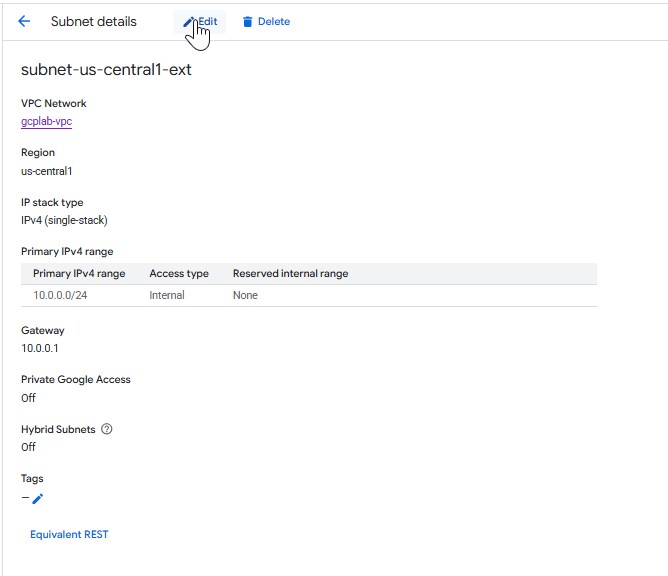 Subnet details Edit Delete
subnet-us-central1-ext
VPC Network
gcplab-vpc
Region
us-central1
IP stack type
IPv4 (single-stack)
Primary IPv4 range
Primary IPv4 range Access type Reserved internal range
10.0.0.0/24 Internal None
Gateway
10.0.0.1
Private Google Access
Off
Hybrid Subnets
Off
Tags
—
Equivalent REST